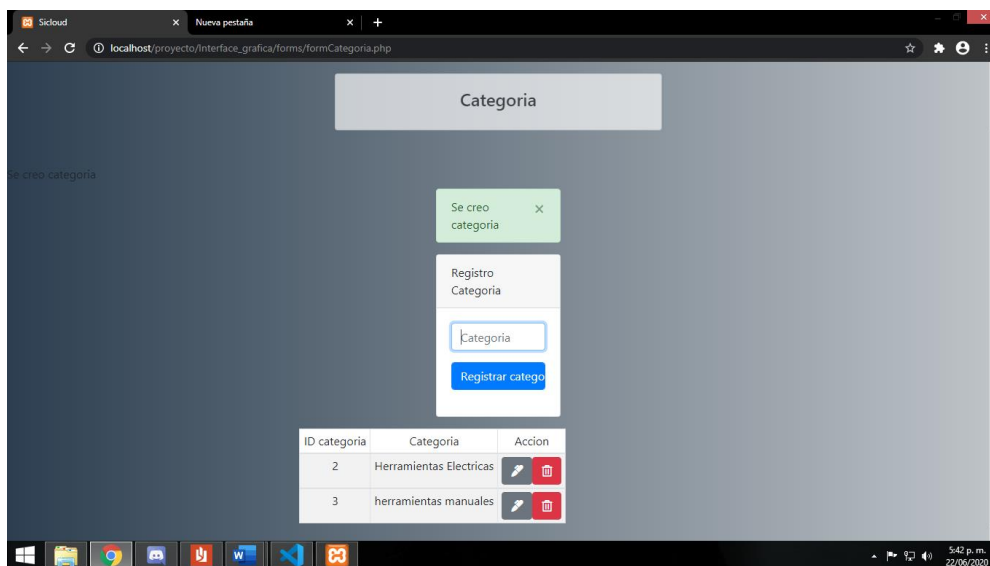 Sicloud
Nueva pestaña
localhost/proyecto/Interface_grafica/forms/formCategoria.php
Categoria
Se creo categoria
Se creo
categoria
Registro
Categoria
Categoria
Registrar catego
ID categoria Categoria Accion
2 Herramientas Electricas
3 herramientas manuales
5:42 p. m.
22/06/2020